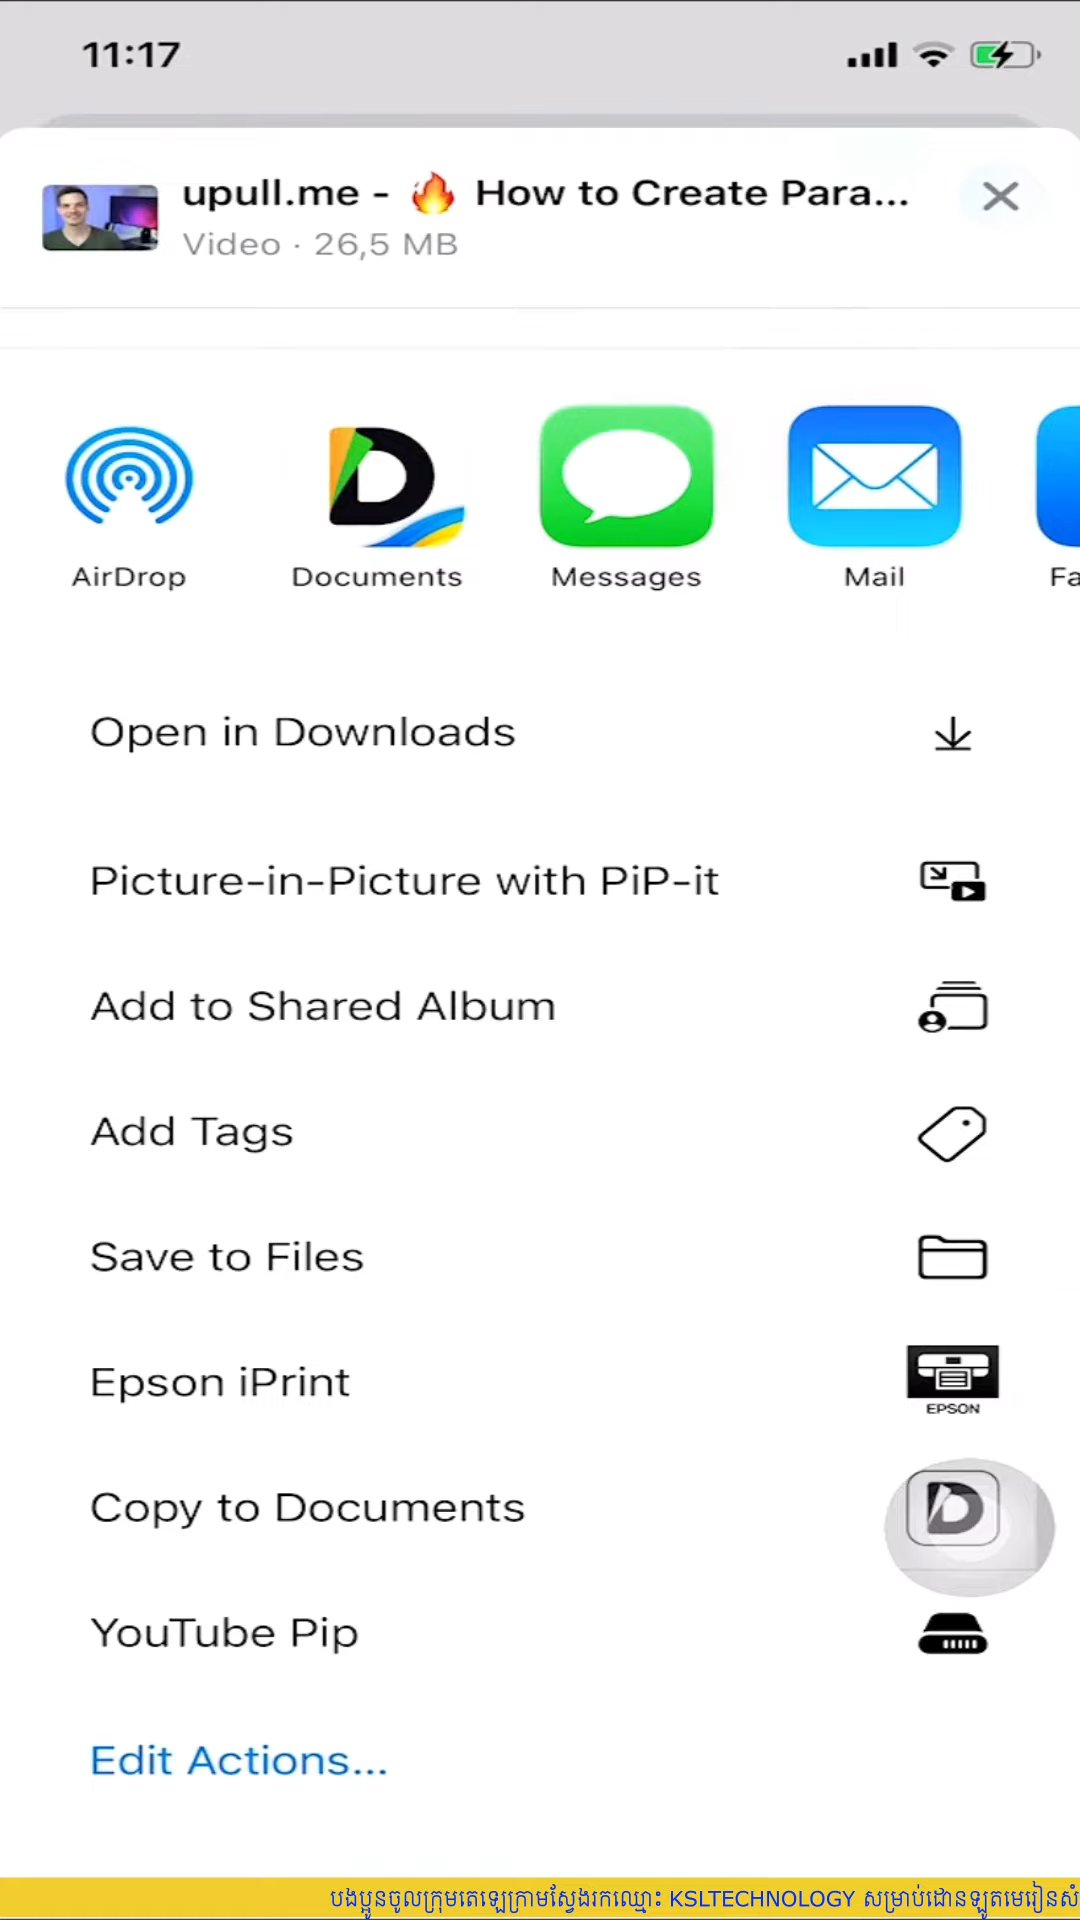 11:17
upull.me - 🔥 How to Create Para...
Video · 26,5 MB
AirDrop
Documents
Messages
Mail
Fa
Open in Downloads
Picture-in-Picture with PiP-it
Add to Shared Album
Add Tags
Save to Files
Epson iPrint
EPSON
Copy to Documents
YouTube Pip
Edit Actions...
បងប្អូនចូលក្រុមតេឡេក្រាមស្វែងរកឈ្មោះ KSLTECHNOLOGY សម្រាប់ដោនឡូតមេរៀនសំ